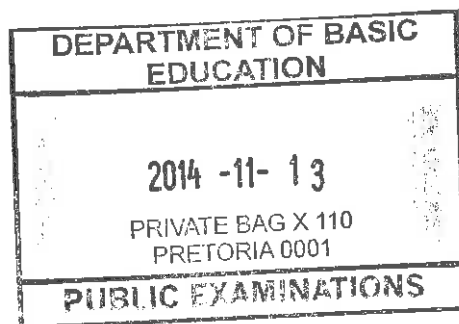 DEPARTMENT OF BASIC
EDUCATION
2014 -11- 13
PRIVATE BAG X 110
PRETORIA 0001
PUBLIC EXAMINATIONS